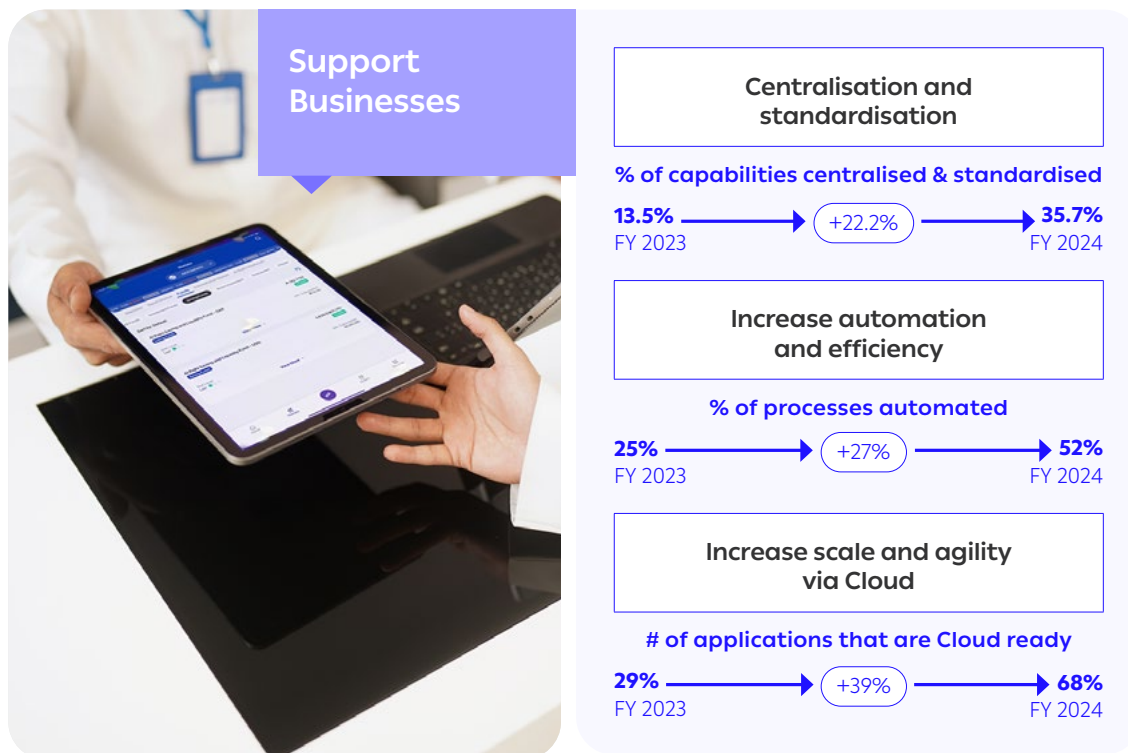 Support
Businesses
Centralisation and
standardisation
% of capabilities centralised & standardised
13.5% +22.2% 35.7%
FY 2023 FY 2024
Increase automation
and efficiency
% of processes automated
25% +27% 52%
FY 2023 FY 2024
Increase scale and agility
via Cloud
# of applications that are Cloud ready
29% +39% 68%
FY 2023 FY 2024